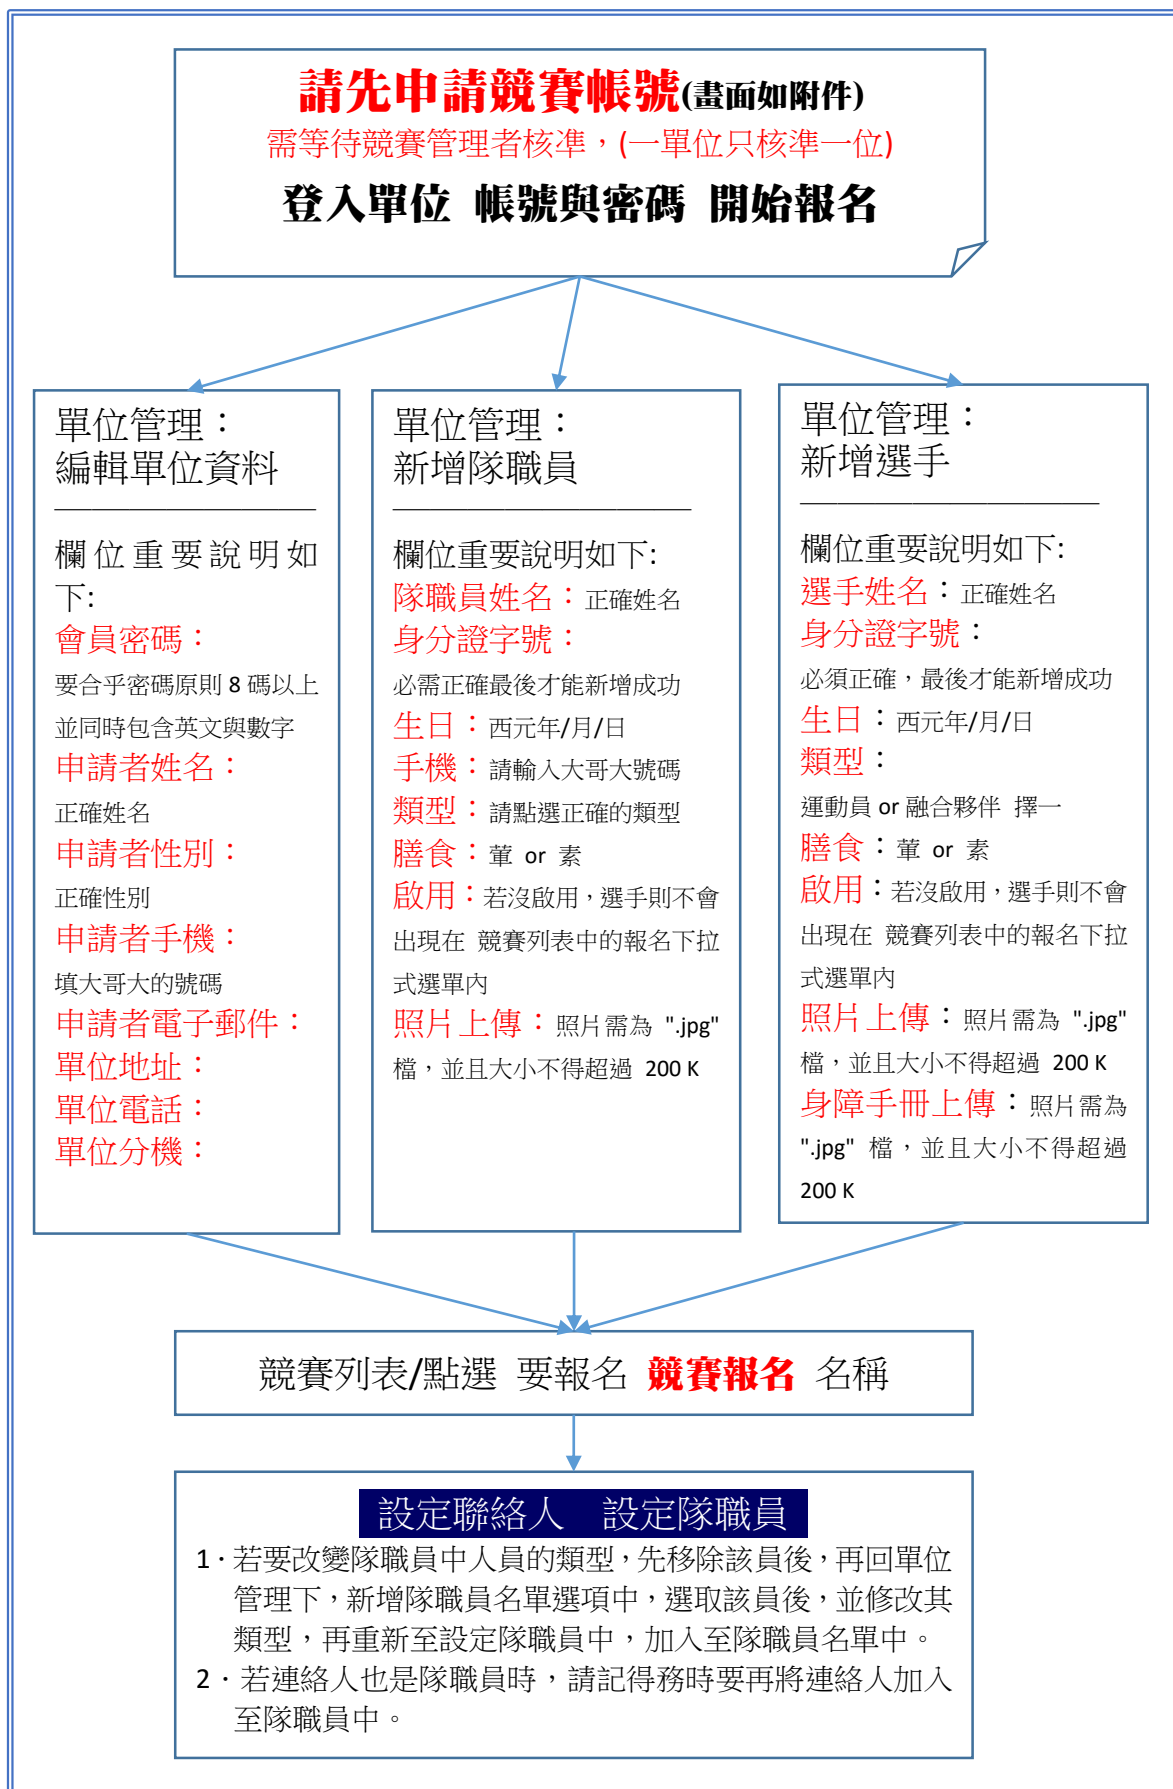 請先申請競賽帳號(畫面如附件)
需等待競賽管理者核准，(一單位只核準一位)
登入單位 帳號與密碼 開始報名
單位管理：
編輯單位資料
欄位重要說明如
下:
會員密碼：
要合乎密碼原則 8 碼以上
並同時包含英文與數字
申請者姓名：
正確姓名
申請者性別：
正確性別
申請者手機：
填大哥大的號碼
申請者電子郵件：
單位地址：
單位電話：
單位分機：
單位管理：
新增隊職員
欄位重要說明如下:
隊職員姓名：正確姓名
身分證字號：
必需正確最後才能新增成功
生日：西元年/月/日
手機：請輸入大哥大號碼
類型：請點選正確的類型
膳食：葷 or 素
啟用：若沒啟用，選手則不會
出現在 競賽列表中的報名下拉
式選單內
照片上傳：照片需為 ".jpg"
檔，並且大小不得超過 200 K
單位管理：
新增選手
欄位重要說明如下:
選手姓名：正確姓名
身分證字號：
必須正確，最後才能新增成功
生日：西元年/月/日
類型：
運動員 or 融合夥伴 擇一
膳食：葷 or 素
啟用：若沒啟用，選手則不會
出現在 競賽列表中的報名下拉
式選單內
照片上傳：照片需為 ".jpg"
檔，並且大小不得超過 200 K
身障手冊上傳：照片需為
".jpg" 檔，並且大小不得超過
200 K
競賽列表/點選 要報名 競賽報名 名稱
設定聯絡人 設定隊職員
1．若要改變隊職員中人員的類型，先移除該員後，再回單位
管理下，新增隊職員名單選項中，選取該員後，並修改其
類型，再重新至設定隊職員中，加入至隊職員名單中。
2．若連絡人也是隊職員時，請記得務時要再將連絡人加入
至隊職員中。